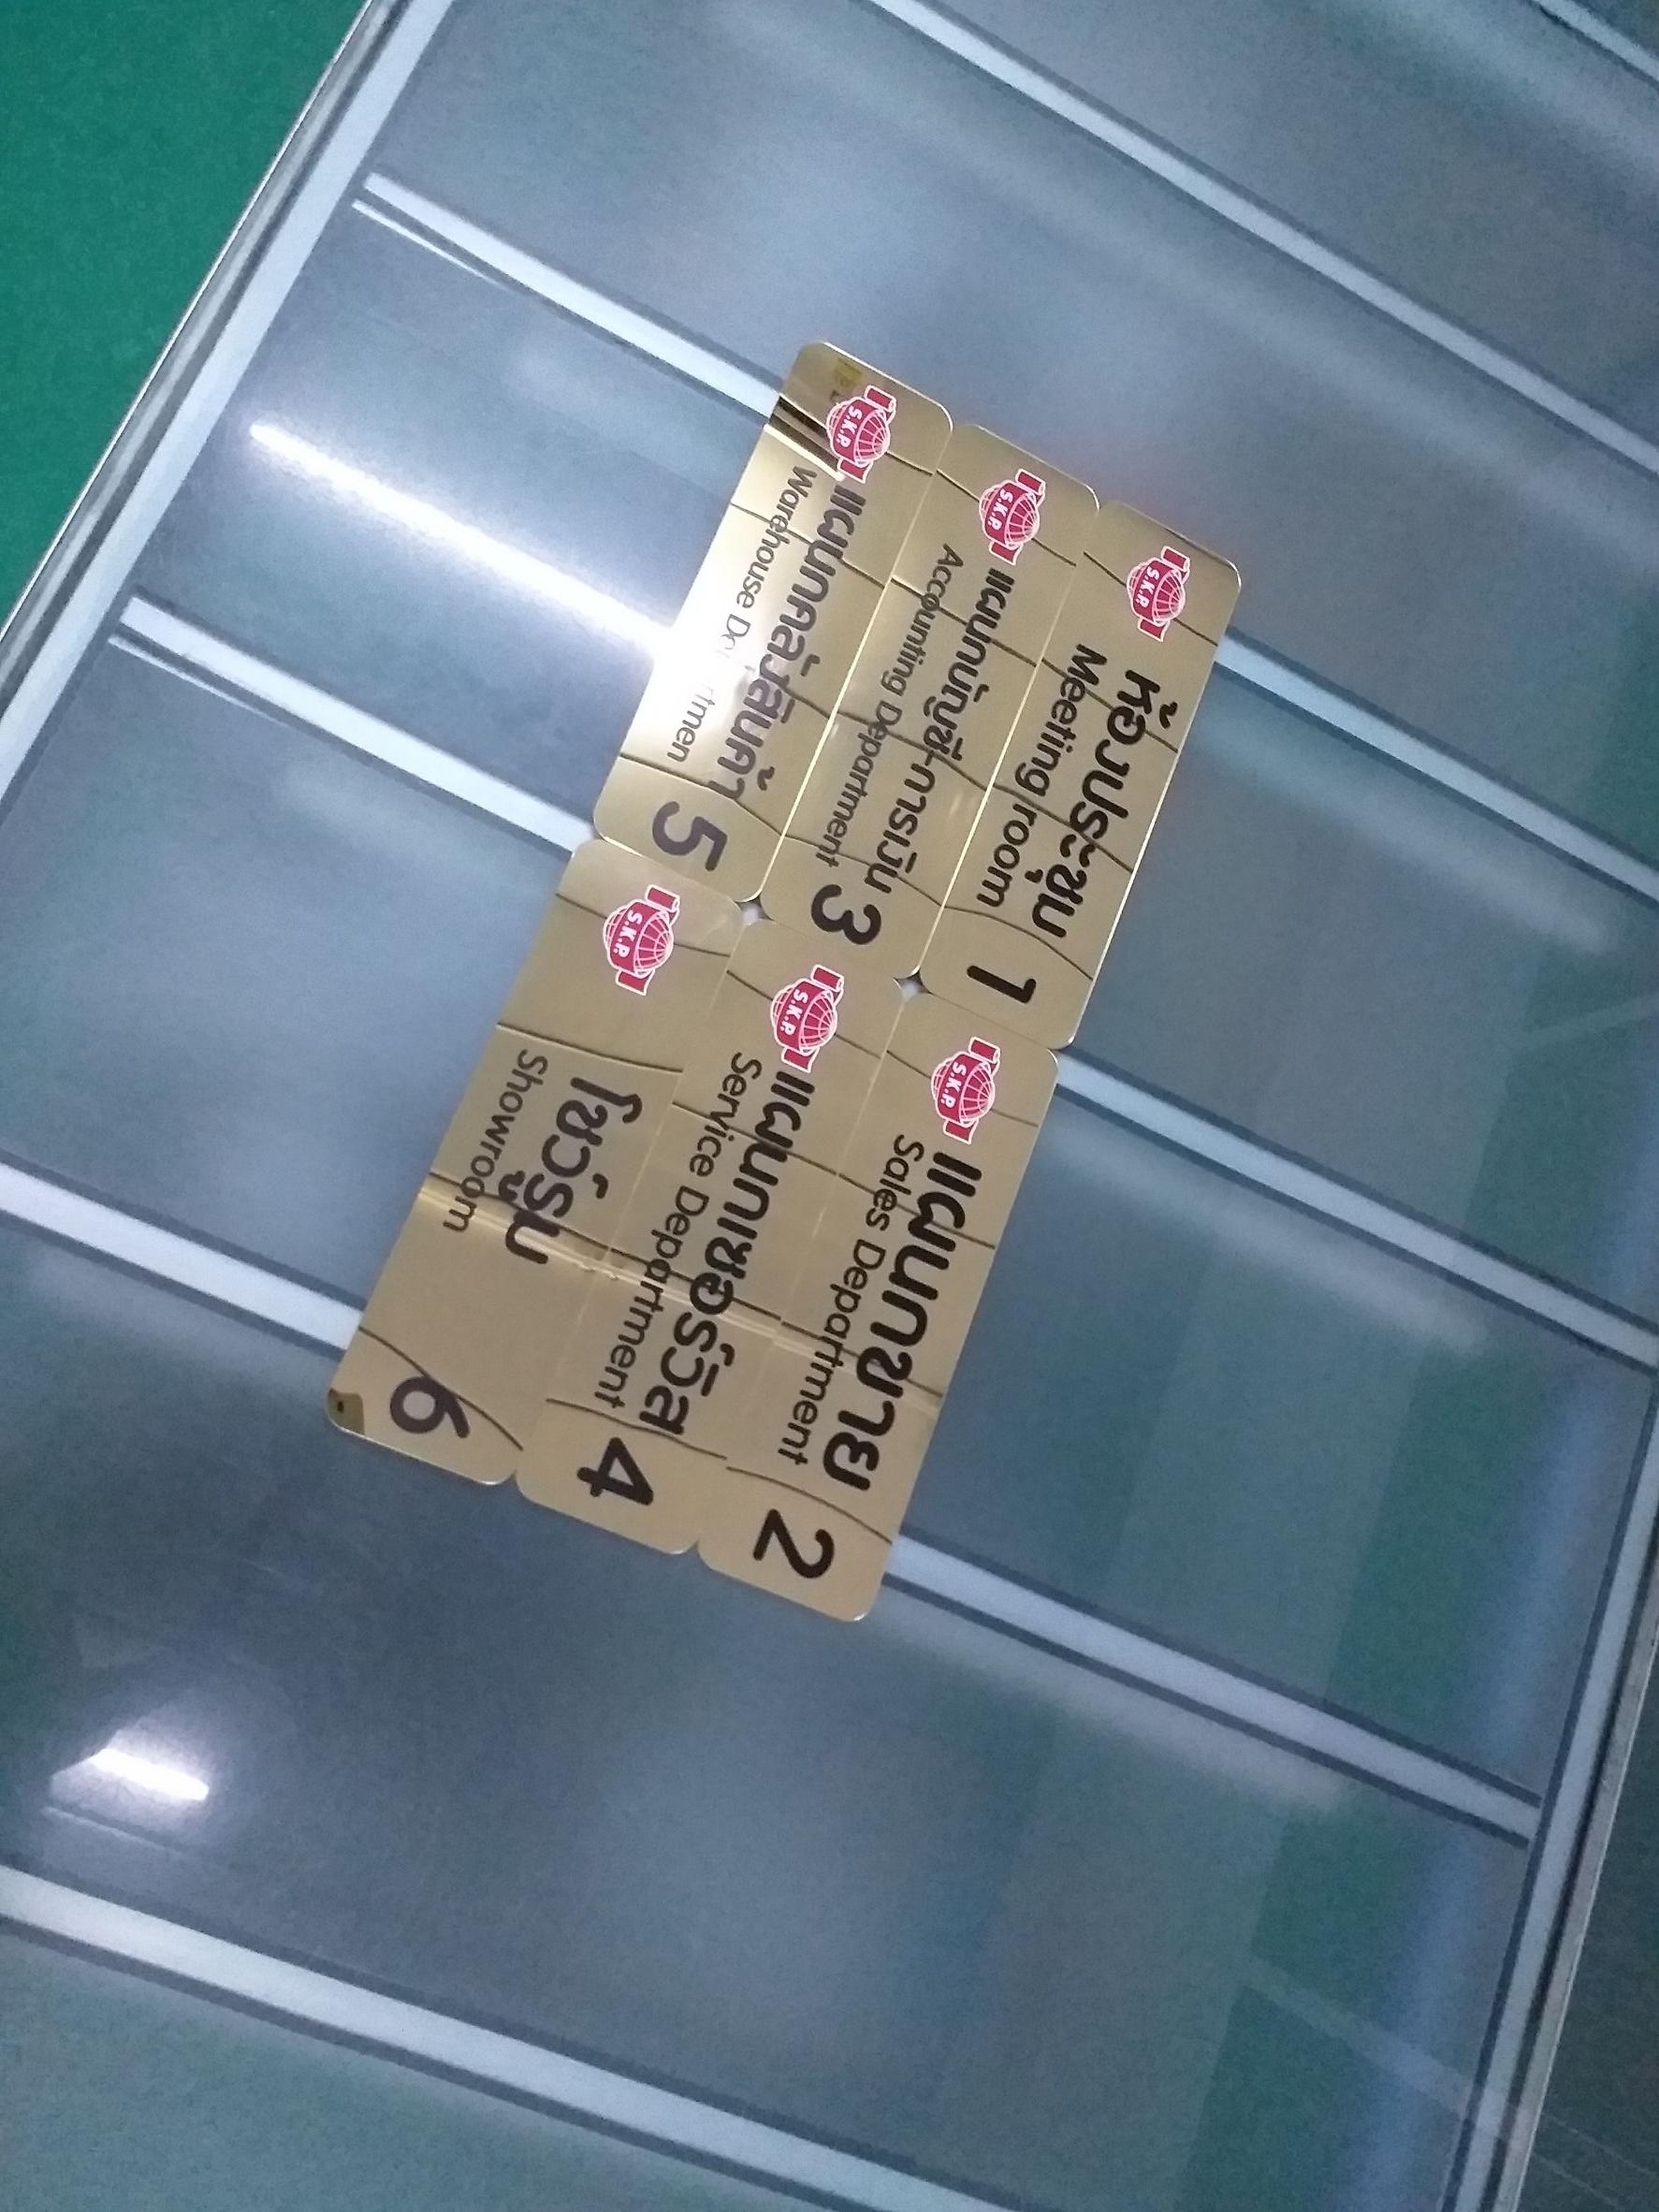 S.K.P.
ห้องประชุม
Meeting room
1
S.K.P.
แผนกขาย
Sales Department
2
S.K.P.
แผนกบัญชี-การเงิน
Accounting Department
3
S.K.P.
แผนกเซอร์วิส
Service Department
4
S.K.P.
แผนกคลังสินค้า
Warehouse
5
S.K.P.
โชว์รูม
Showroom
6